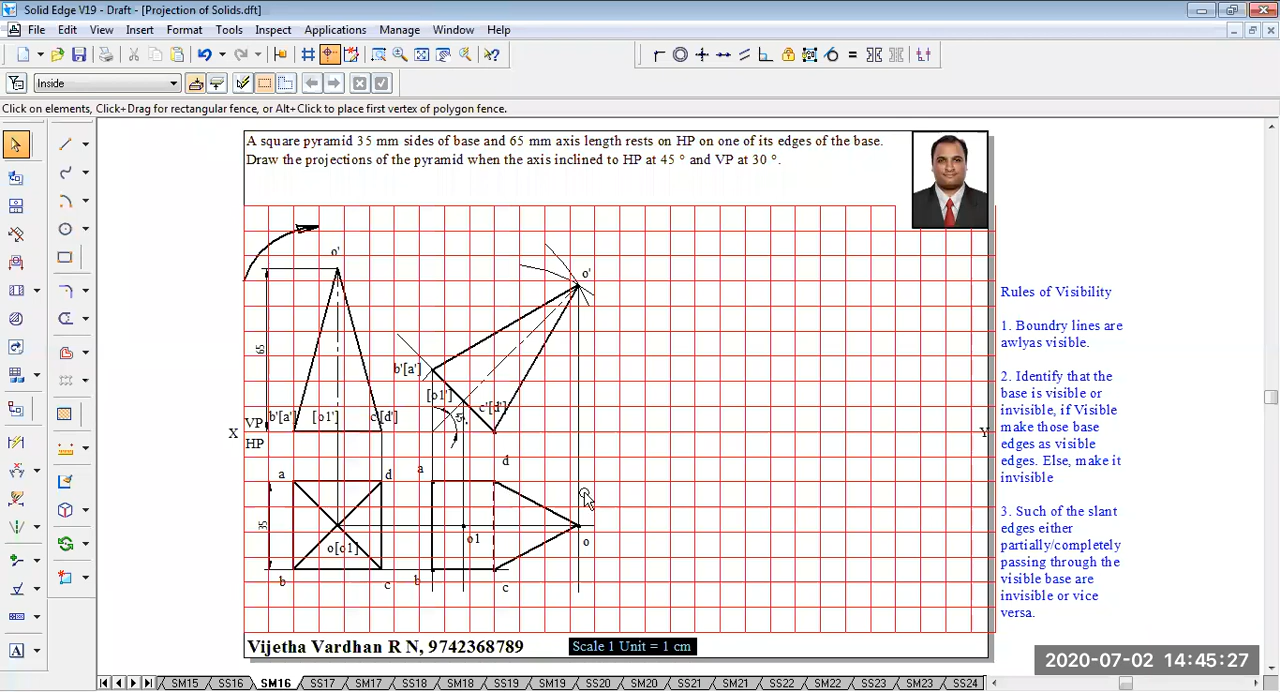 Solid Edge V19 - Draft - [Projection of Solids.dft]
File Edit View Insert Format Tools Inspect Applications Manage Window Help
Inside
Click on elements, Click+Drag for rectangular fence, or Alt+Click to place first vertex of polygon fence.
A square pyramid 35 mm sides of base and 65 mm axis length rests on HP on one of its edges of the base.
Draw the projections of the pyramid when the axis inclined to HP at 45 ° and VP at 30 °.
o'
o'
65
b'[a']
[o1']
c'[d']
45°
b'[a'] [o1'] c'[d']
VP
X
HP
Y
a d
a d
35
o[o1]
o1
o
b c
b c
Rules of Visibility
1. Boundry lines are
awlyas visible.
2. Identify that the
base is visible or
invisible, if Visible
make those base
edges as visible
edges. Else, make it
invisible
3. Such of the slant
edges either
partially/completely
passing through the
visible base are
invisible or vice
versa.
Vijetha Vardhan R N, 9742368789
Scale 1 Unit = 1 cm
2020-07-02 14:45:27
SM15 SS16 SM16 SS17 SM17 SS18 SM18 SS19 SM19 SS20 SM20 SS21 SM21 SS22 SM22 SS23 SM23 SS24